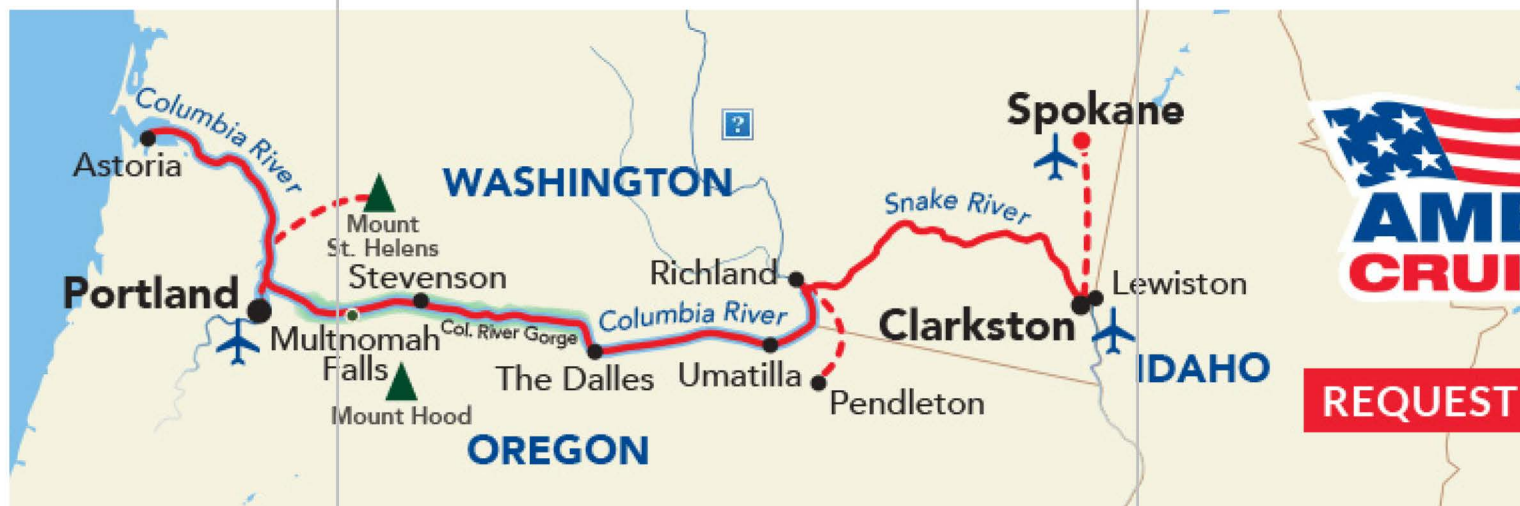 Columbia River
Astoria
WASHINGTON
Mount
St. Helens
Stevenson
Portland
Multnomah
Falls
Col. River Gorge
Mount Hood
The Dalles
Columbia River
Umatilla
Richland
Pendleton
OREGON
?
Snake River
Spokane
Clarkston
Lewiston
IDAHO
AME
CRUI
REQUEST